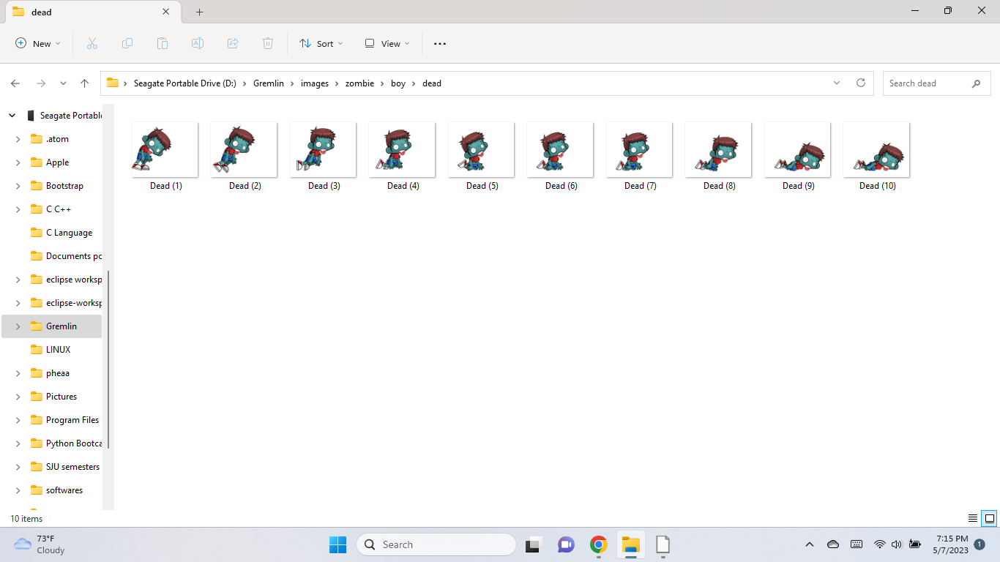 dead
New
Sort
View
Seagate Portable Drive (D:) Gremlin images zombie boy dead
Search dead
Seagate Portabl
.atom
Apple
Bootstrap
C C++
C Language
Documents pc
eclipse worksp
eclipse-worksp
Gremlin
LINUX
pheaa
Pictures
Program Files
Python Bootca
SJU semesters
softwares
Dead (1)
Dead (2)
Dead (3)
Dead (4)
Dead (5)
Dead (6)
Dead (7)
Dead (8)
Dead (9)
Dead (10)
10 items
73°F
Cloudy
Search
7:15 PM
5/7/2023
1